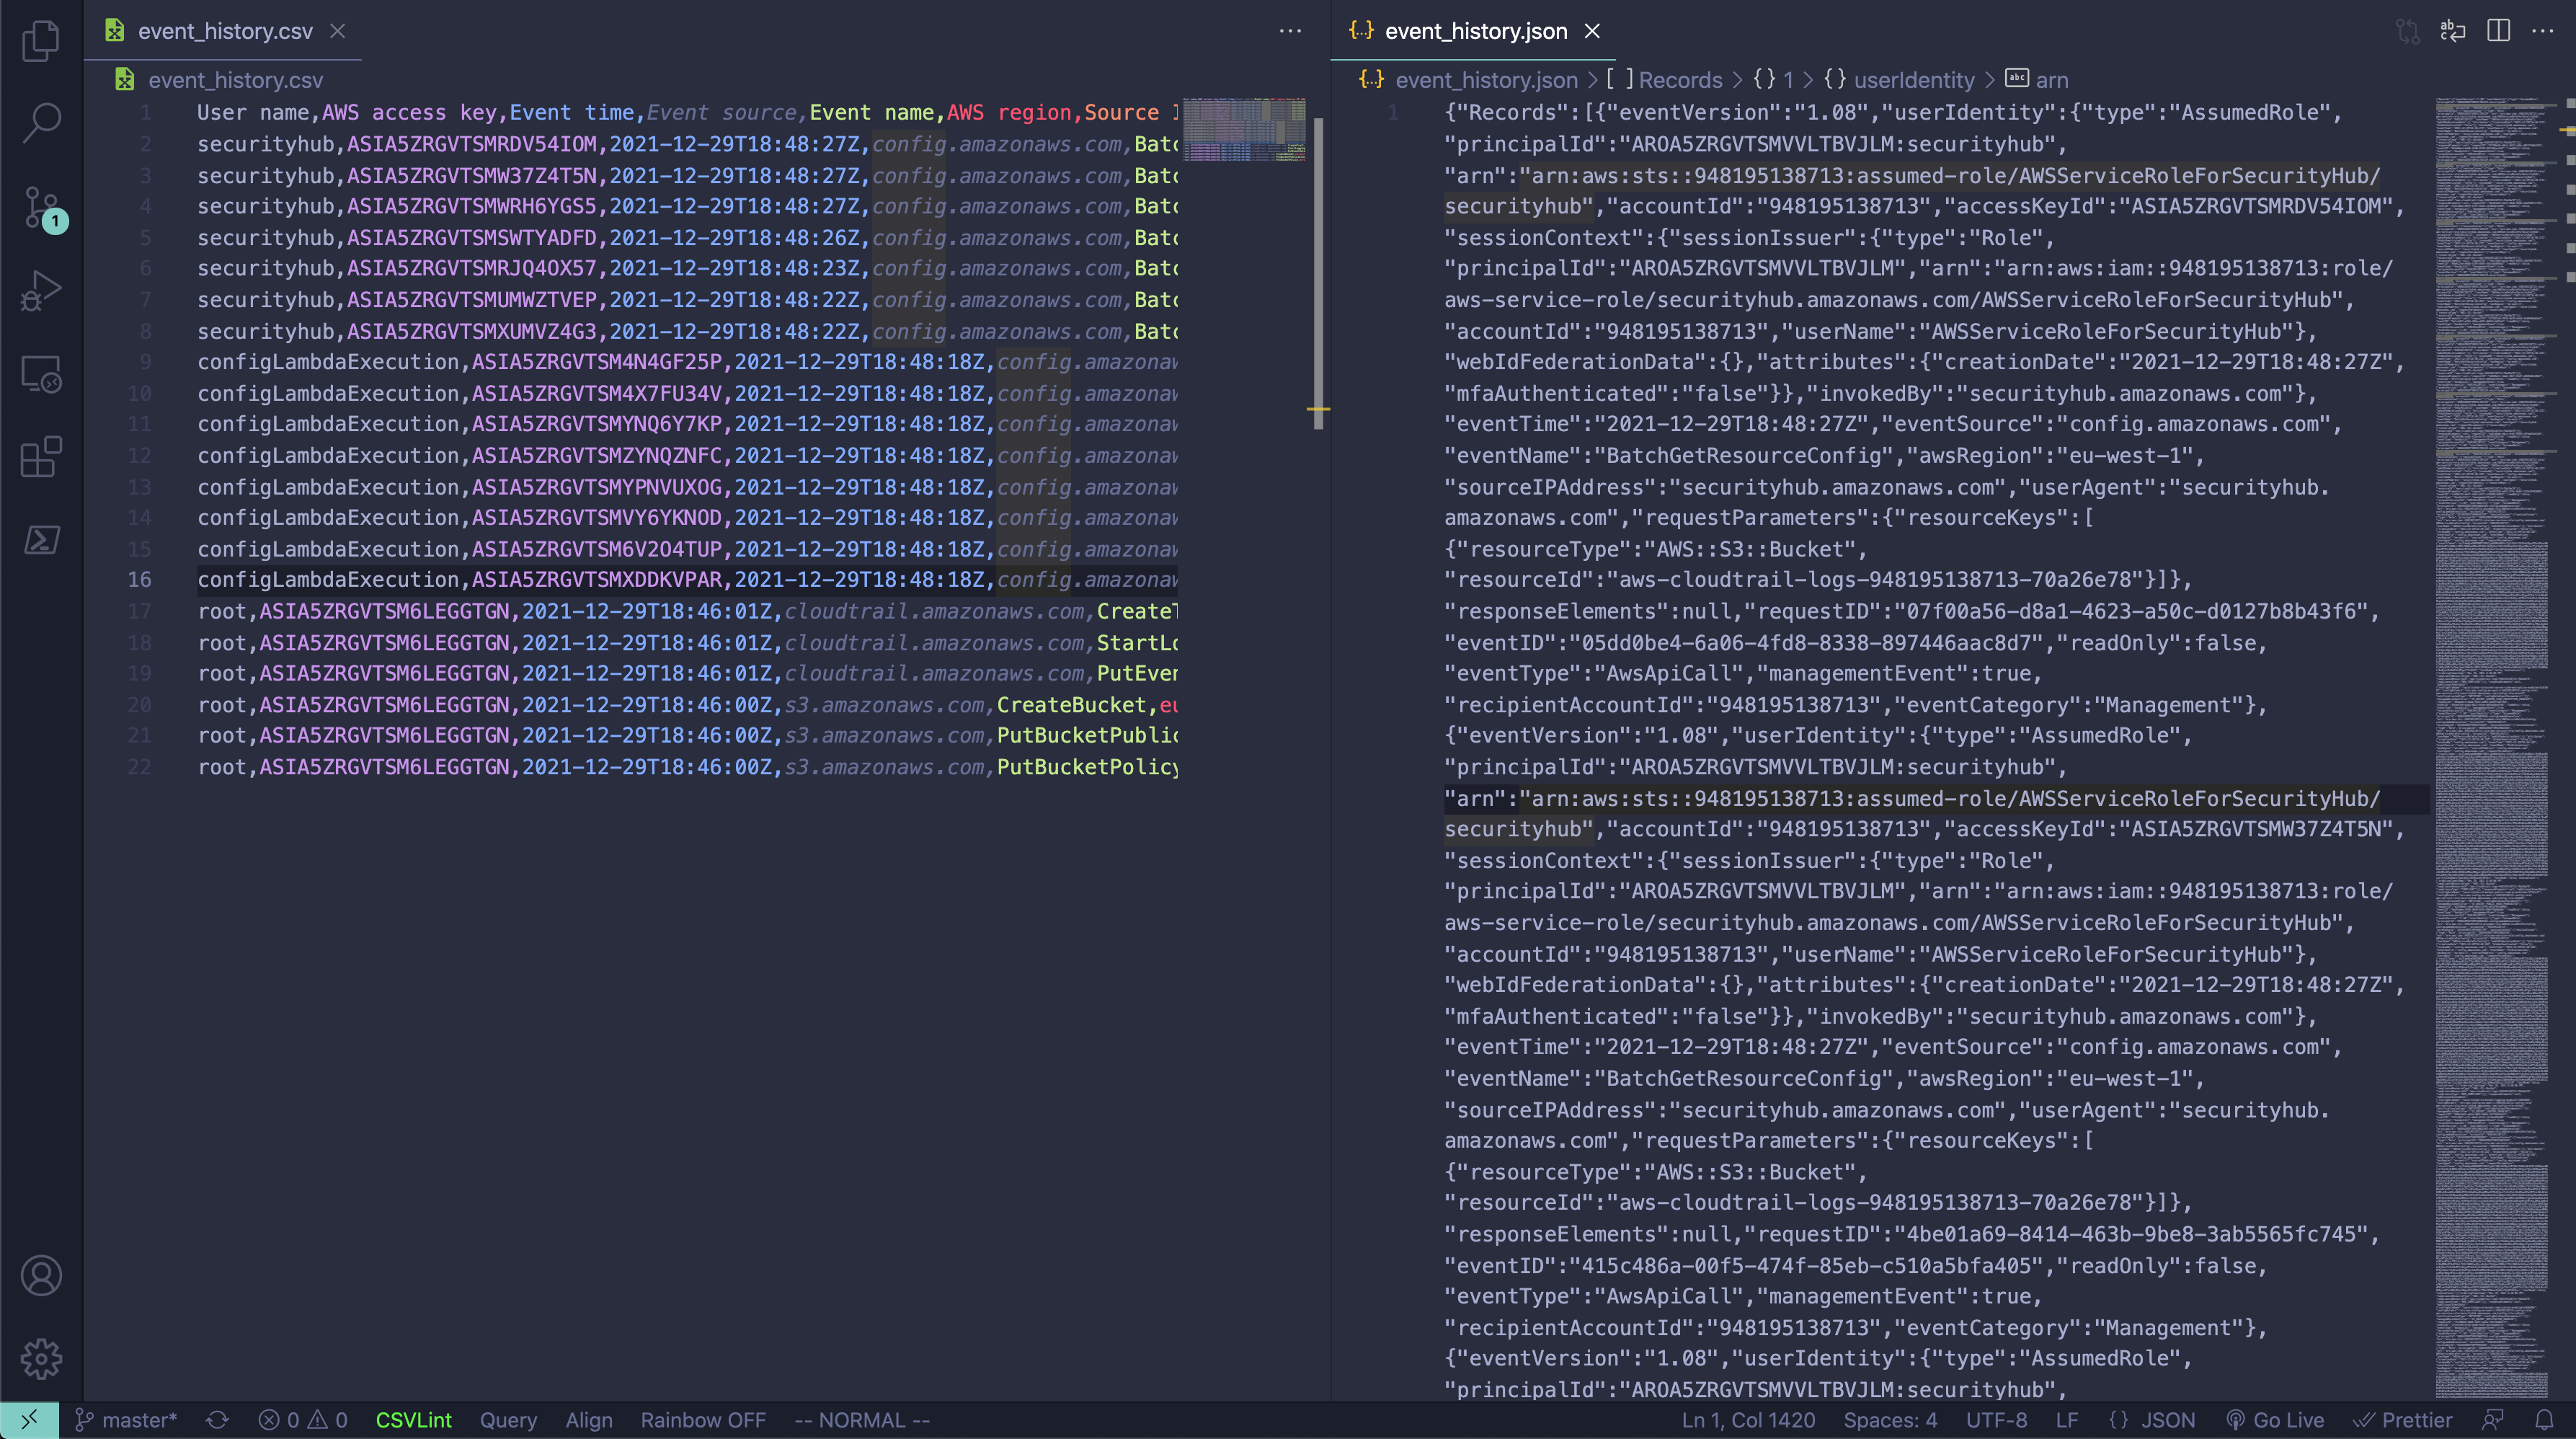 event_history.csv
event_history.csv
1 User name,AWS access key,Event time,Event source,Event name,AWS region,Source
2 securityhub,ASIA5ZRGVTSMRDV54IOM,2021-12-29T18:48:27Z,config.amazonaws.com,Batc
3 securityhub,ASIA5ZRGVTSMW37Z4T5N,2021-12-29T18:48:27Z,config.amazonaws.com,Batc
4 securityhub,ASIA5ZRGVTSMWRH6YGS5,2021-12-29T18:48:27Z,config.amazonaws.com,Batc
5 securityhub,ASIA5ZRGVTSMSWTYADFD,2021-12-29T18:48:26Z,config.amazonaws.com,Batc
6 securityhub,ASIA5ZRGVTSMRJQ4OX57,2021-12-29T18:48:23Z,config.amazonaws.com,Batc
7 securityhub,ASIA5ZRGVTSMUMWZTVEP,2021-12-29T18:48:22Z,config.amazonaws.com,Batc
8 securityhub,ASIA5ZRGVTSMXUMVZ4G3,2021-12-29T18:48:22Z,config.amazonaws.com,Batc
9 configLambdaExecution,ASIA5ZRGVTSM4N4GF25P,2021-12-29T18:48:18Z,config.amazonaw
10 configLambdaExecution,ASIA5ZRGVTSM4X7FU34V,2021-12-29T18:48:18Z,config.amazonaw
11 configLambdaExecution,ASIA5ZRGVTSMYNQ6Y7KP,2021-12-29T18:48:18Z,config.amazonaw
12 configLambdaExecution,ASIA5ZRGVTSMZYNQZNFC,2021-12-29T18:48:18Z,config.amazonaw
13 configLambdaExecution,ASIA5ZRGVTSMYPNVUXOG,2021-12-29T18:48:18Z,config.amazonaw
14 configLambdaExecution,ASIA5ZRGVTSMVY6YKNOD,2021-12-29T18:48:18Z,config.amazonaw
15 configLambdaExecution,ASIA5ZRGVTSM6V2O4TUP,2021-12-29T18:48:18Z,config.amazonaw
16 configLambdaExecution,ASIA5ZRGVTSMXDDKVPAR,2021-12-29T18:48:18Z,config.amazonaw
17 root,ASIA5ZRGVTSM6LEGGTGN,2021-12-29T18:46:01Z,cloudtrail.amazonaws.com,CreateT
18 root,ASIA5ZRGVTSM6LEGGTGN,2021-12-29T18:46:01Z,cloudtrail.amazonaws.com,StartLo
19 root,ASIA5ZRGVTSM6LEGGTGN,2021-12-29T18:46:01Z,cloudtrail.amazonaws.com,PutEven
20 root,ASIA5ZRGVTSM6LEGGTGN,2021-12-29T18:46:00Z,s3.amazonaws.com,CreateBucket,eu
21 root,ASIA5ZRGVTSM6LEGGTGN,2021-12-29T18:46:00Z,s3.amazonaws.com,PutBucketPublic
22 root,ASIA5ZRGVTSM6LEGGTGN,2021-12-29T18:46:00Z,s3.amazonaws.com,PutBucketPolicy
{..} event_history.json
{..} event_history.json > [ ] Records > {} 1 > {} userIdentity > abc arn
1 {"Records":[{"eventVersion":"1.08","userIdentity":{"type":"AssumedRole",
"principalId":"AROA5ZRGVTSMVVLTBVJLM:securityhub",
"arn":"arn:aws:sts::948195138713:assumed-role/AWSServiceRoleForSecurityHub/
securityhub","accountId":"948195138713","accessKeyId":"ASIA5ZRGVTSMRDV54IOM",
"sessionContext":{"sessionIssuer":{"type":"Role",
"principalId":"AROA5ZRGVTSMVVLTBVJLM","arn":"arn:aws:iam::948195138713:role/
aws-service-role/securityhub.amazonaws.com/AWSServiceRoleForSecurityHub",
"accountId":"948195138713","userName":"AWSServiceRoleForSecurityHub"},
"webIdFederationData":{},"attributes":{"creationDate":"2021-12-29T18:48:27Z",
"mfaAuthenticated":"false"}},"invokedBy":"securityhub.amazonaws.com"},
"eventTime":"2021-12-29T18:48:27Z","eventSource":"config.amazonaws.com",
"eventName":"BatchGetResourceConfig","awsRegion":"eu-west-1",
"sourceIPAddress":"securityhub.amazonaws.com","userAgent":"securityhub.
amazonaws.com","requestParameters":{"resourceKeys":[
{"resourceType":"AWS::S3::Bucket",
"resourceId":"aws-cloudtrail-logs-948195138713-70a26e78"}]},
"responseElements":null,"requestID":"07f00a56-d8a1-4623-a50c-d0127b8b43f6",
"eventID":"05dd0be4-6a06-4fd8-8338-897446aac8d7","readOnly":false,
"eventType":"AwsApiCall","managementEvent":true,
"recipientAccountId":"948195138713","eventCategory":"Management"},
{"eventVersion":"1.08","userIdentity":{"type":"AssumedRole",
"principalId":"AROA5ZRGVTSMVVLTBVJLM:securityhub",
"arn":"arn:aws:sts::948195138713:assumed-role/AWSServiceRoleForSecurityHub/
securityhub","accountId":"948195138713","accessKeyId":"ASIA5ZRGVTSMW37Z4T5N",
"sessionContext":{"sessionIssuer":{"type":"Role",
"principalId":"AROA5ZRGVTSMVVLTBVJLM","arn":"arn:aws:iam::948195138713:role/
aws-service-role/securityhub.amazonaws.com/AWSServiceRoleForSecurityHub",
"accountId":"948195138713","userName":"AWSServiceRoleForSecurityHub"},
"webIdFederationData":{},"attributes":{"creationDate":"2021-12-29T18:48:27Z",
"mfaAuthenticated":"false"}},"invokedBy":"securityhub.amazonaws.com"},
"eventTime":"2021-12-29T18:48:27Z","eventSource":"config.amazonaws.com",
"eventName":"BatchGetResourceConfig","awsRegion":"eu-west-1",
"sourceIPAddress":"securityhub.amazonaws.com","userAgent":"securityhub.
amazonaws.com","requestParameters":{"resourceKeys":[
{"resourceType":"AWS::S3::Bucket",
"resourceId":"aws-cloudtrail-logs-948195138713-70a26e78"}]},
"responseElements":null,"requestID":"4be01a69-8414-463b-9be8-3ab5565fc745",
"eventID":"415c486a-00f5-474f-85eb-c510a5bfa405","readOnly":false,
"eventType":"AwsApiCall","managementEvent":true,
"recipientAccountId":"948195138713","eventCategory":"Management"},
{"eventVersion":"1.08","userIdentity":{"type":"AssumedRole",
"principalId":"AROA5ZRGVTSMVVLTBVJLM:securityhub",
1
master* 0 0 CSVLint Query Align Rainbow OFF -- NORMAL -- Ln 1, Col 1420 Spaces: 4 UTF-8 LF {} JSON Go Live Prettier